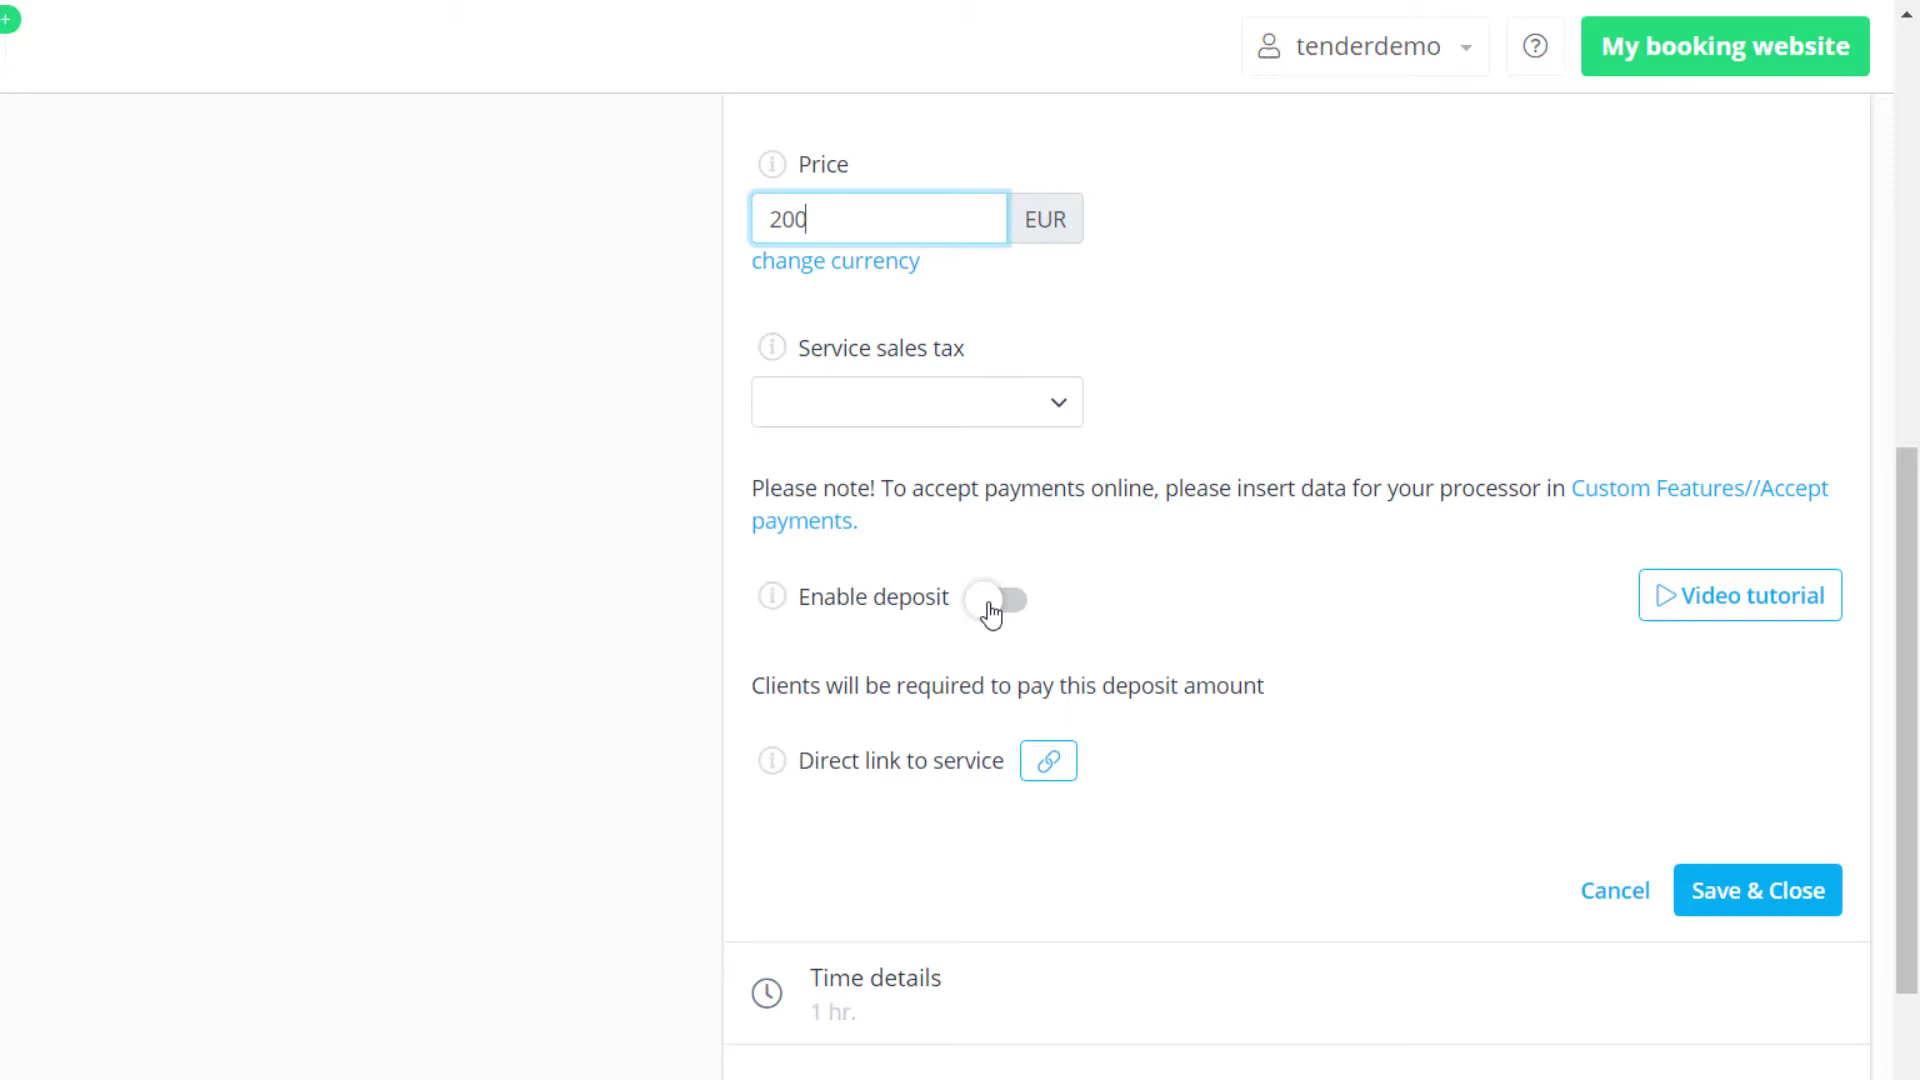 tenderdemo
My booking website
Price
200
EUR
change currency
Service sales tax
Please note! To accept payments online, please insert data for your processor in Custom Features//Accept
payments.
Enable deposit
Video tutorial
Clients will be required to pay this deposit amount
Direct link to service
Cancel
Save & Close
Time details
1 hr.